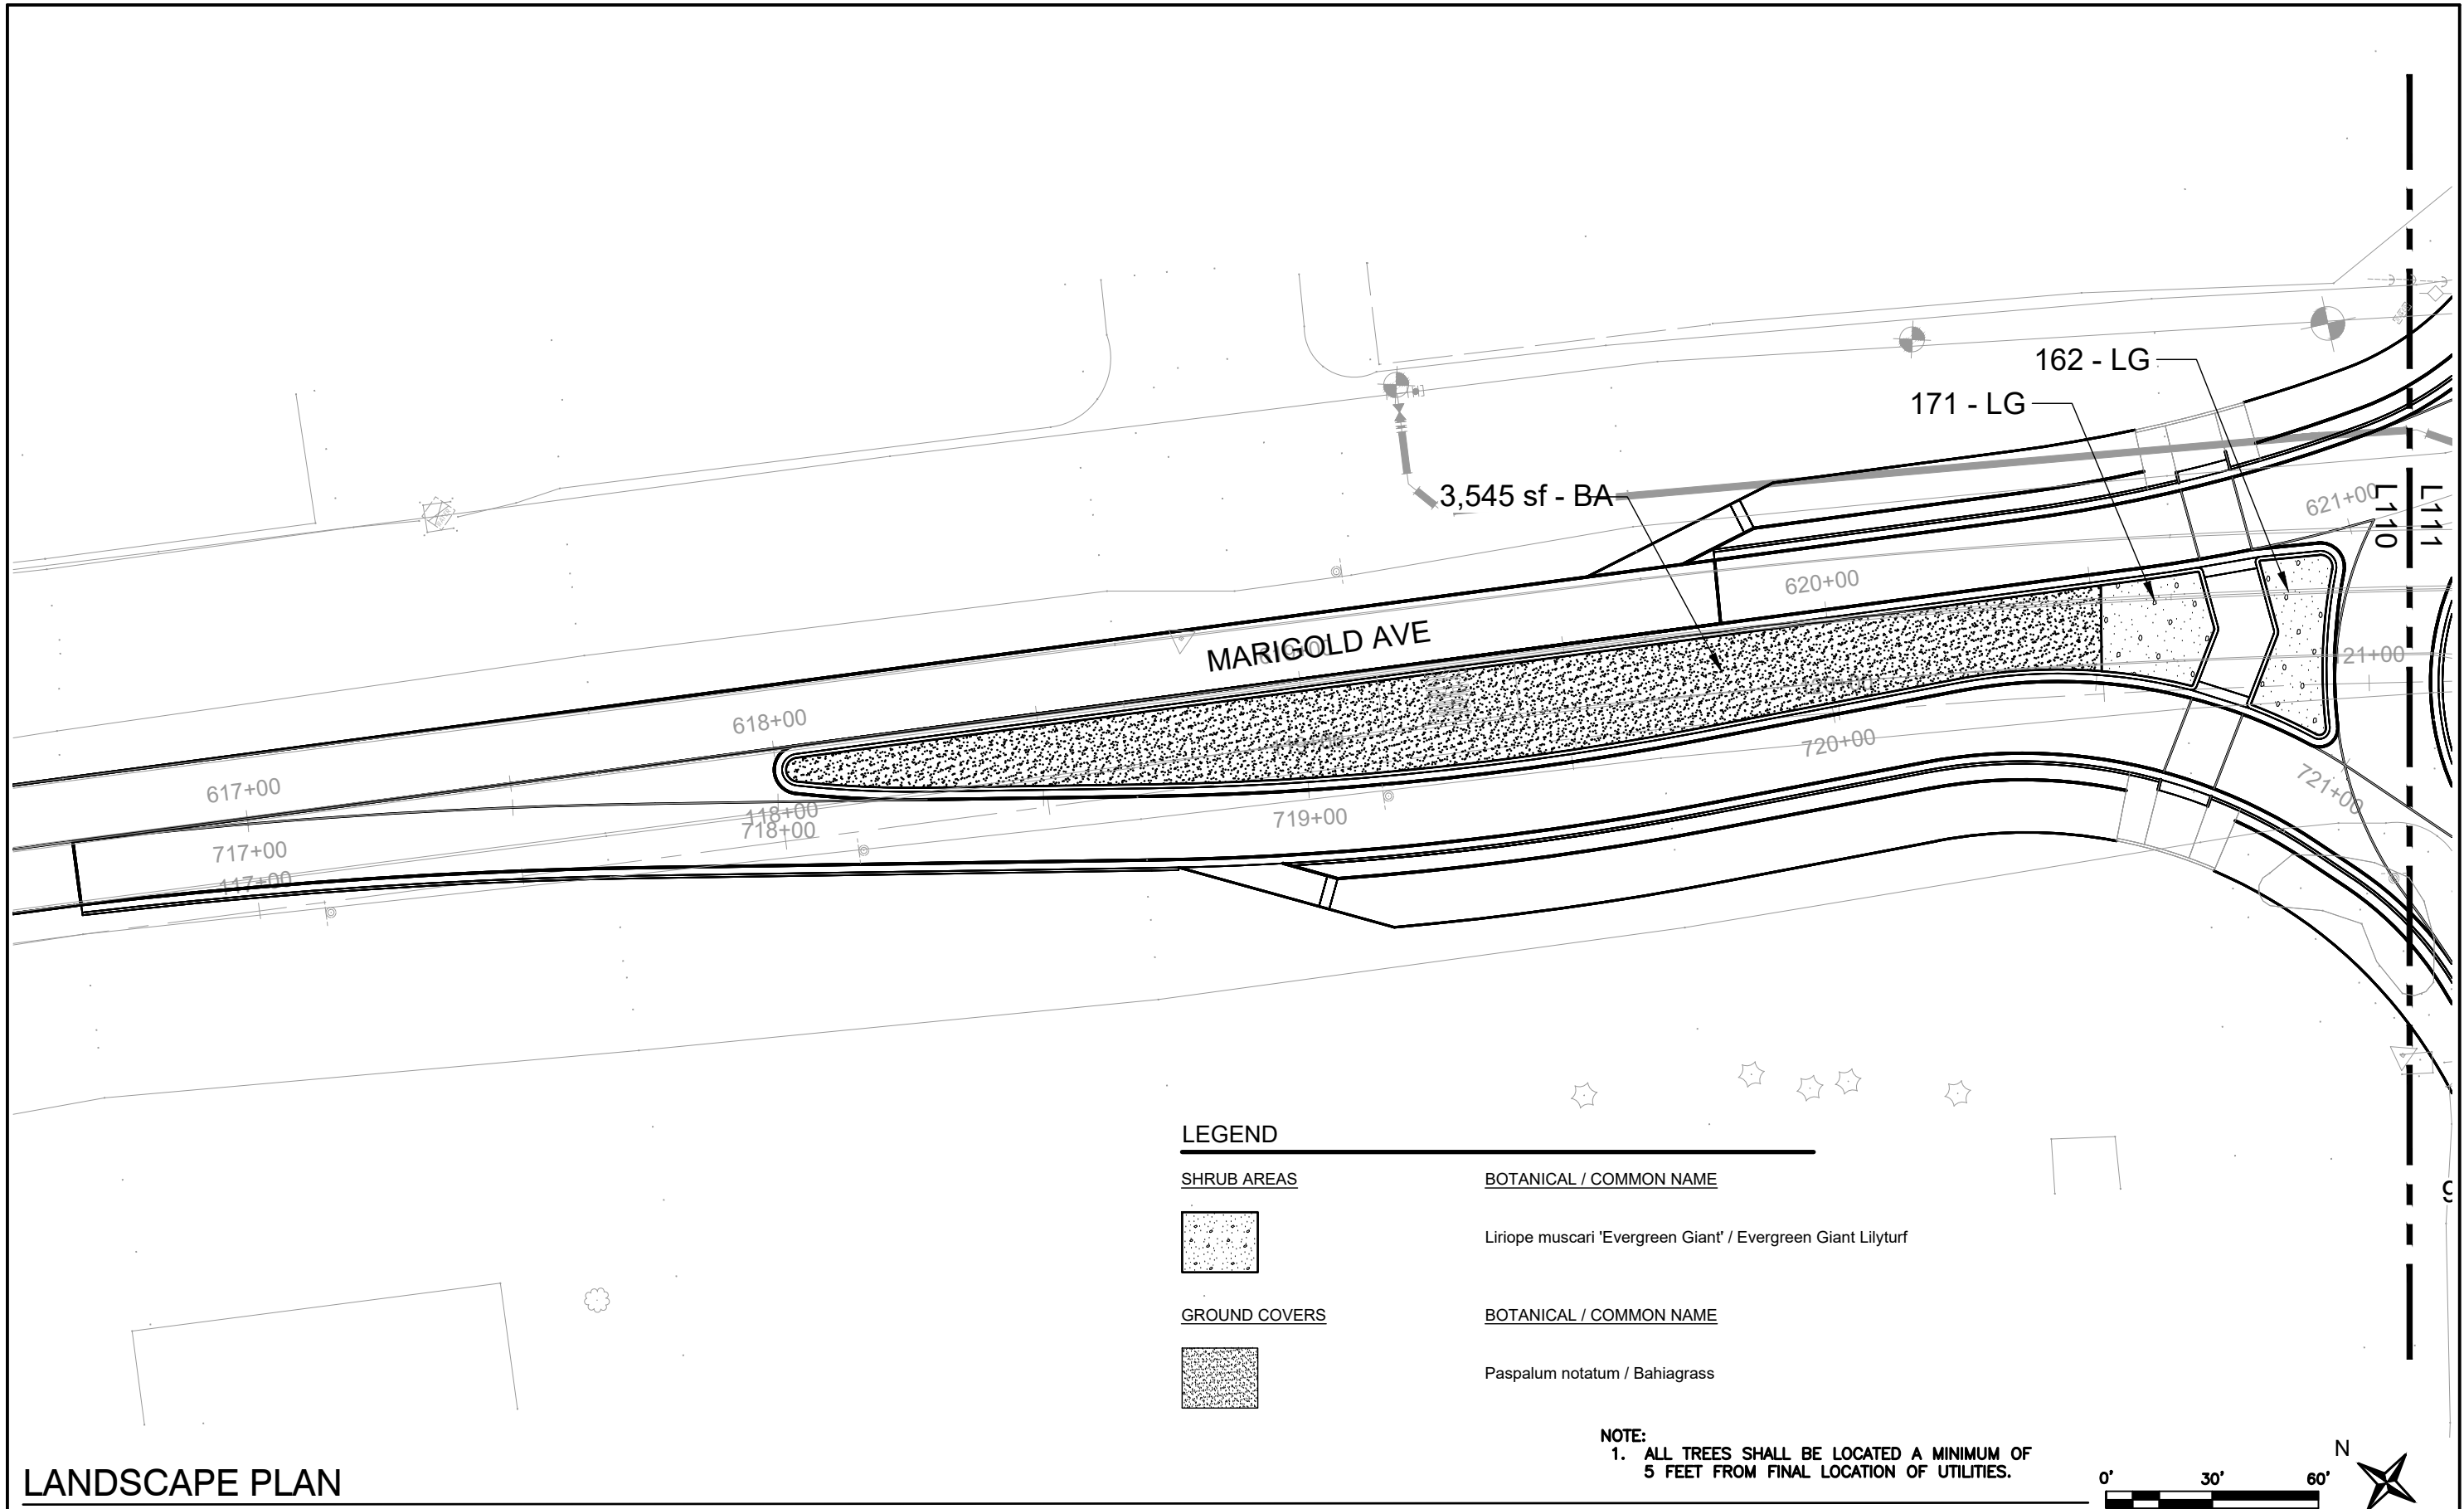 162 - LG
171 - LG
3,545 sf - BA
621+00
L110
L111
620+00
MARIGOLD AVE
121+00
618+00
720+00
617+00
721+00
118+00
718+00
719+00
717+00
117+00
LEGEND
SHRUB AREAS BOTANICAL / COMMON NAME
Liriope muscari 'Evergreen Giant' / Evergreen Giant Lilyturf
GROUND COVERS BOTANICAL / COMMON NAME
Paspalum notatum / Bahiagrass
NOTE:
1. ALL TREES SHALL BE LOCATED A MINIMUM OF
5 FEET FROM FINAL LOCATION OF UTILITIES.
N
0' 30' 60'
LANDSCAPE PLAN